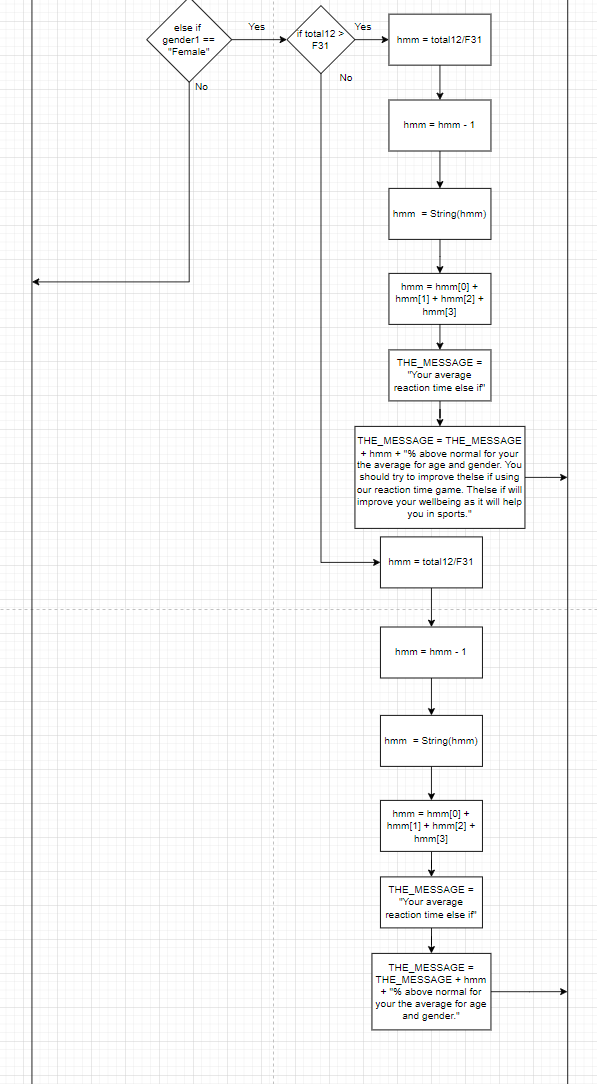 else if
gender1 ==
"Female"
Yes
if total12 >
F31
Yes
hmm = total12/F31
No
No
hmm = hmm - 1
hmm = String(hmm)
hmm = hmm[0] +
hmm[1] + hmm[2] +
hmm[3]
THE_MESSAGE =
"Your average
reaction time else if"
THE_MESSAGE = THE_MESSAGE
+ hmm + "% above normal for your
the average for age and gender. You
should try to improve thelse if using
our reaction time game. Thelse if will
improve your wellbeing as it will help
you in sports."
hmm = total12/F31
hmm = hmm - 1
hmm = String(hmm)
hmm = hmm[0] +
hmm[1] + hmm[2] +
hmm[3]
THE_MESSAGE =
"Your average
reaction time else if"
THE_MESSAGE =
THE_MESSAGE + hmm
+ "% above normal for
your the average for age
and gender."